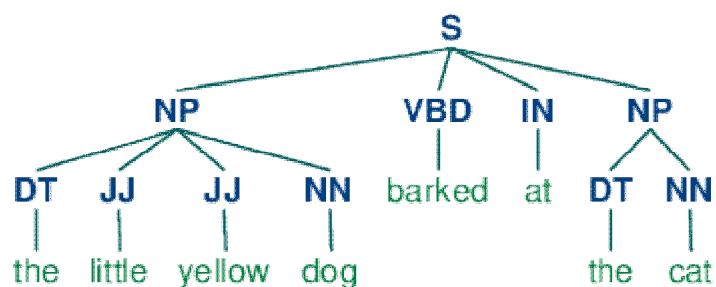 S
NP VBD IN NP
DT JJ JJ NN barked at DT NN
the little yellow dog the cat